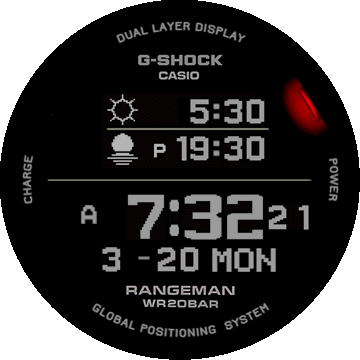 DUAL LAYER DISPLAY
G-SHOCK
CASIO
5:30
P 19:30
CHARGE
POWER
A 7:32 21
3 -20 MON
RANGEMAN
WR20BAR
GLOBAL POSITIONING SYSTEM